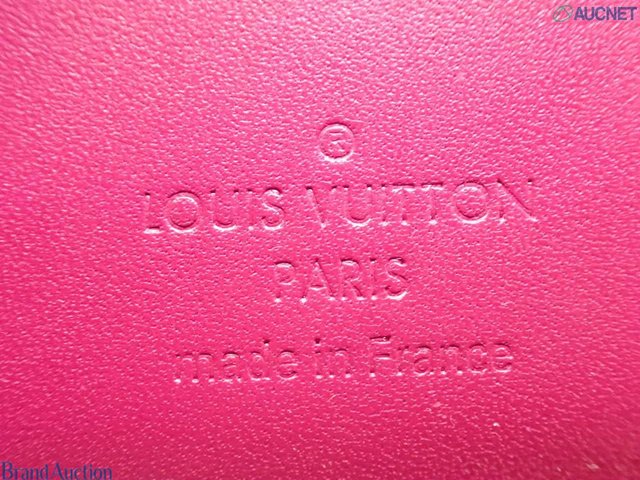 AUCNET
®
LOUIS VUITTON
PARIS
made in France
Brand Auction